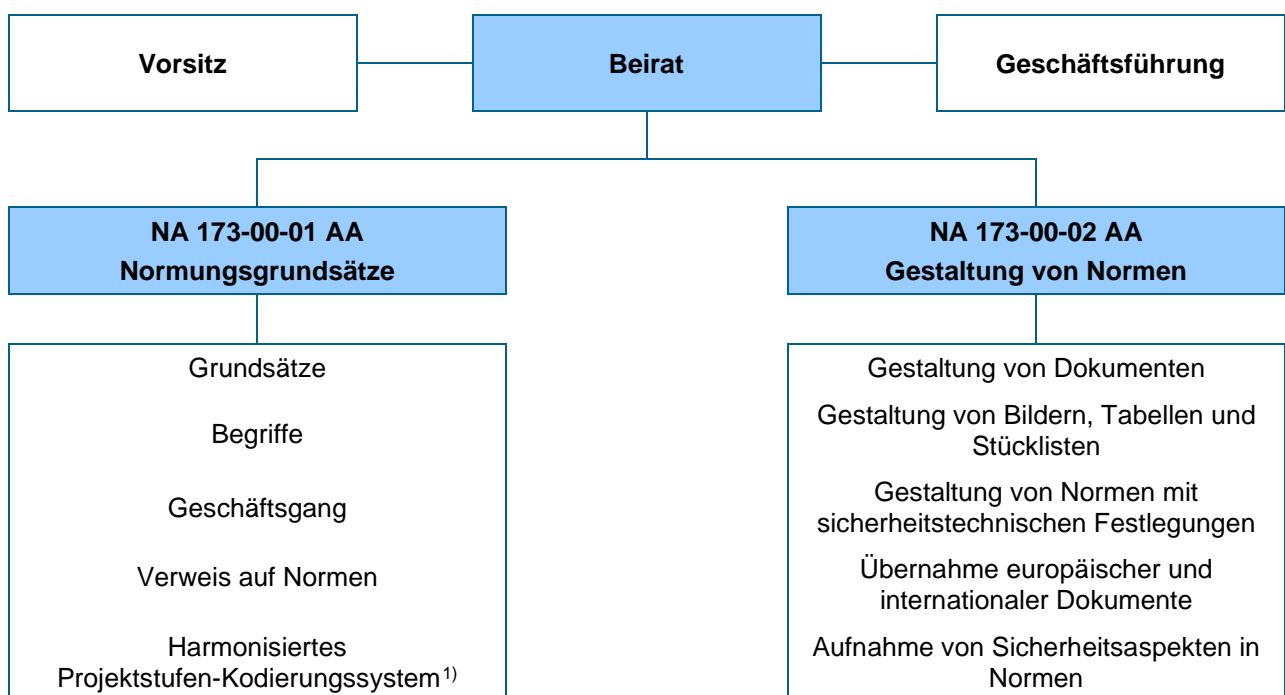 Vorsitz
Beirat
Geschäftsführung
NA 173-00-01 AA
Normungsgrundsätze
NA 173-00-02 AA
Gestaltung von Normen
Grundsätze
Begriffe
Geschäftsgang
Verweis auf Normen
Harmonisiertes
Projektstufen-Kodierungssystem¹⁾
Gestaltung von Dokumenten
Gestaltung von Bildern, Tabellen und
Stücklisten
Gestaltung von Normen mit
sicherheitstechnischen Festlegungen
Übernahme europäischer und
internationaler Dokumente
Aufnahme von Sicherheitsaspekten in
Normen